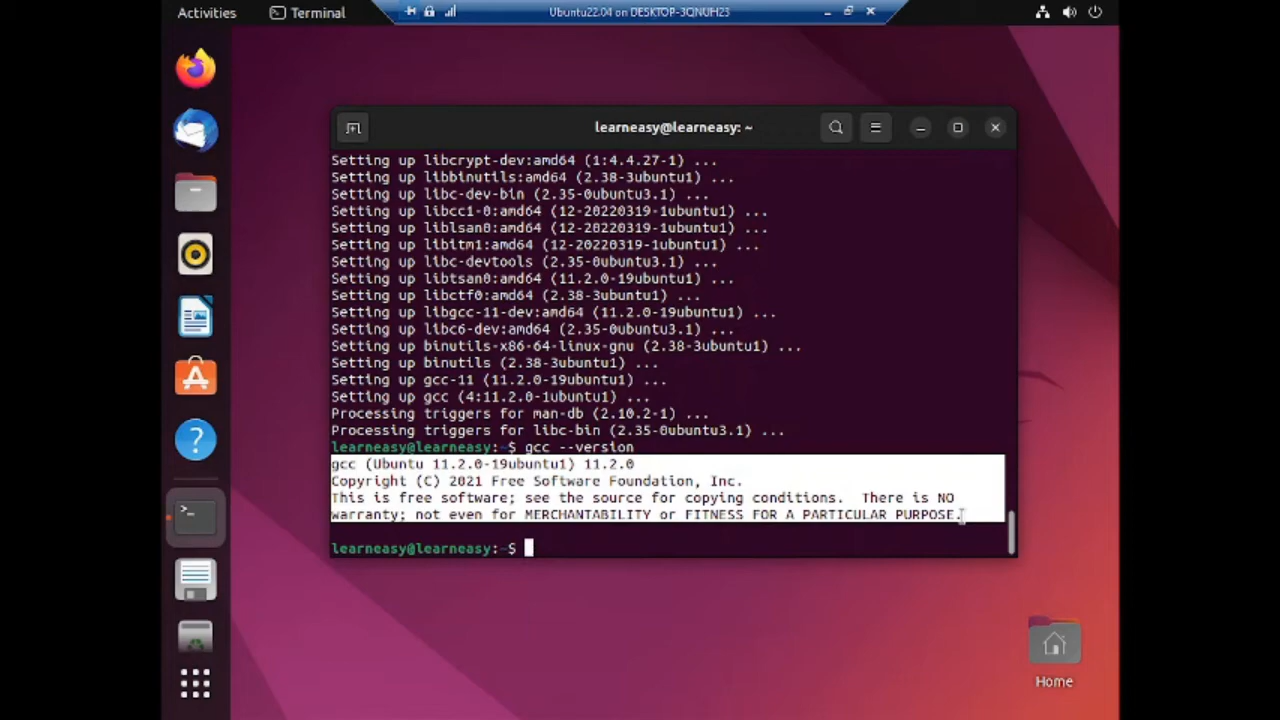 Activities
Terminal
Ubuntu22.04 on DESKTOP-3QNUH23
learneasy@learneasy: ~
Setting up libcrypt-dev:amd64 (1:4.4.27-1) ...
Setting up libbinutils:amd64 (2.38-3ubuntu1) ...
Setting up libc-dev-bin (2.35-0ubuntu3.1) ...
Setting up libcc1-0:amd64 (12-20220319-1ubuntu1) ...
Setting up liblsan0:amd64 (12-20220319-1ubuntu1) ...
Setting up libitm1:amd64 (12-20220319-1ubuntu1) ...
Setting up libc-devtools (2.35-0ubuntu3.1) ...
Setting up libtsan0:amd64 (11.2.0-19ubuntu1) ...
Setting up libctf0:amd64 (2.38-3ubuntu1) ...
Setting up libgcc-11-dev:amd64 (11.2.0-19ubuntu1) ...
Setting up libc6-dev:amd64 (2.35-0ubuntu3.1) ...
Setting up binutils-x86-64-linux-gnu (2.38-3ubuntu1) ...
Setting up binutils (2.38-3ubuntu1) ...
Setting up gcc-11 (11.2.0-19ubuntu1) ...
Setting up gcc (4:11.2.0-1ubuntu1) ...
Processing triggers for man-db (2.10.2-1) ...
Processing triggers for libc-bin (2.35-0ubuntu3.1) ...
learneasy@learneasy:~$ gcc --version
gcc (Ubuntu 11.2.0-19ubuntu1) 11.2.0
Copyright (C) 2021 Free Software Foundation, Inc.
This is free software; see the source for copying conditions.  There is NO
warranty; not even for MERCHANTABILITY or FITNESS FOR A PARTICULAR PURPOSE.
learneasy@learneasy:~$
Home